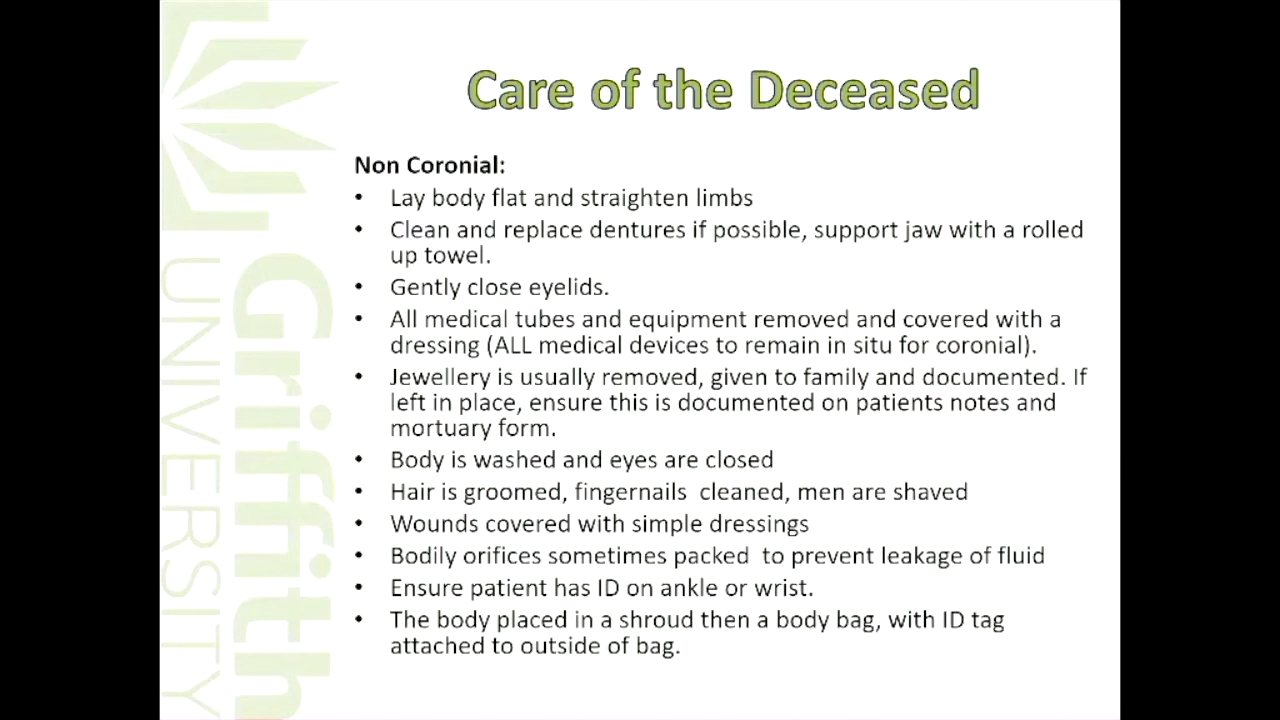 Care of the Deceased
Non Coronial:
• Lay body flat and straighten limbs
• Clean and replace dentures if possible, support jaw with a rolled
up towel.
• Gently close eyelids.
• All medical tubes and equipment removed and covered with a
dressing (ALL medical devices to remain in situ for coronial).
• Jewellery is usually removed, given to family and documented. If
left in place, ensure this is documented on patients notes and
mortuary form.
• Body is washed and eyes are closed
• Hair is groomed, fingernails  cleaned, men are shaved
• Wounds covered with simple dressings
• Bodily orifices sometimes packed  to prevent leakage of fluid
• Ensure patient has ID on ankle or wrist.
• The body placed in a shroud then a body bag, with ID tag
attached to outside of bag.
Griffith
UNIVERSITY